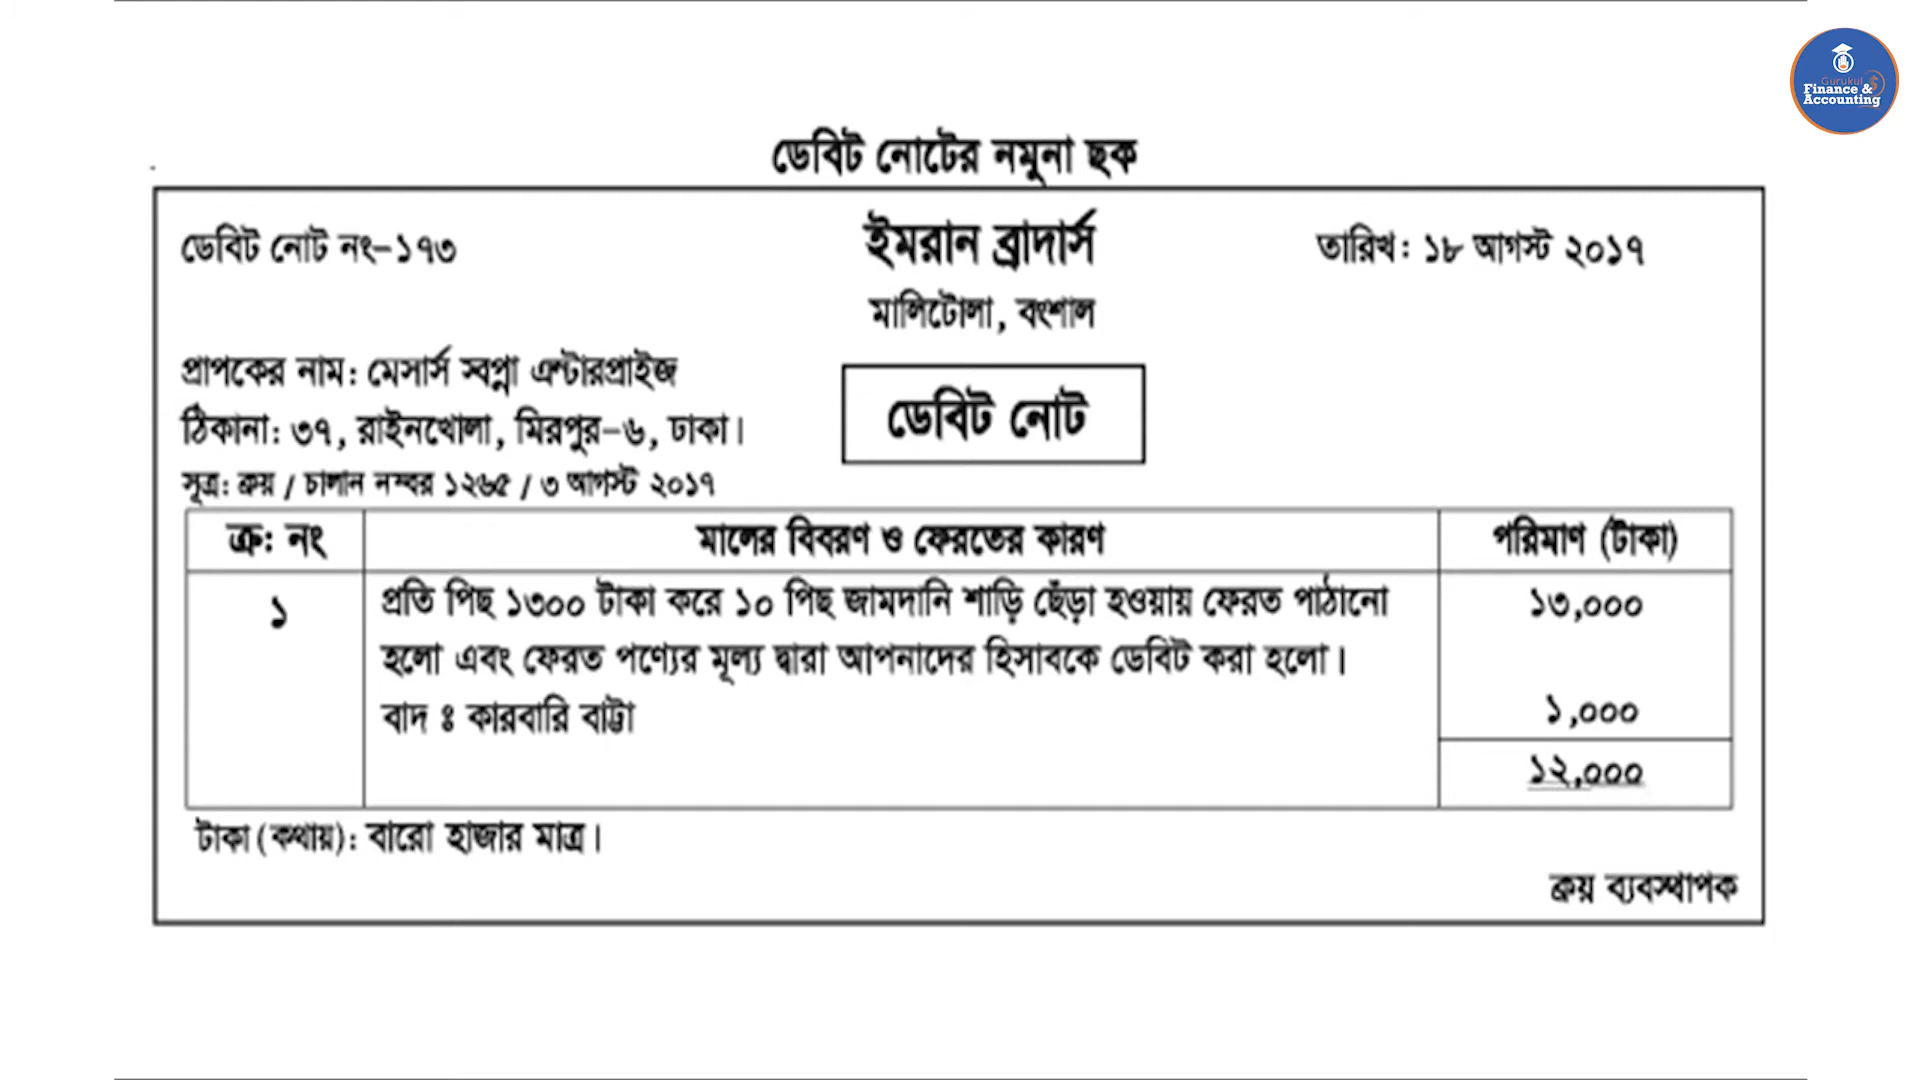 Gurukul
Finance &
Accounting
ডেবিট নোটের নমুনা ছক
ডেবিট নোট নং-১৭৩
ইমরান ব্রাদার্স
তারিখ: ১৮ আগস্ট ২০১৭
মালিটোলা, বংশাল
প্রাপকের নাম: মেসার্স স্বপ্না এন্টারপ্রাইজ
ঠিকানা: ৩৭, রাইনখোলা, মিরপুর-৬, ঢাকা।
ডেবিট নোট
সূত্র: ক্রয় / চালান নম্বর ১২৬৫ / ৩ আগস্ট ২০১৭
ক্র: নং মালের বিবরণ ও ফেরতের কারণ পরিমাণ (টাকা)
১ প্রতি পিছ ১৩০০ টাকা করে ১০ পিছ জামদানি শাড়ি ছেঁড়া হওয়ায় ফেরত পাঠানো ১৩,০০০
হলো এবং ফেরত পণ্যের মূল্য দ্বারা আপনাদের হিসাবকে ডেবিট করা হলো।
বাদ ঃ কারবারি বাট্টা ১,০০০
১২,০০০
টাকা (কথায়): বারো হাজার মাত্র।
ক্রয় ব্যবস্থাপক